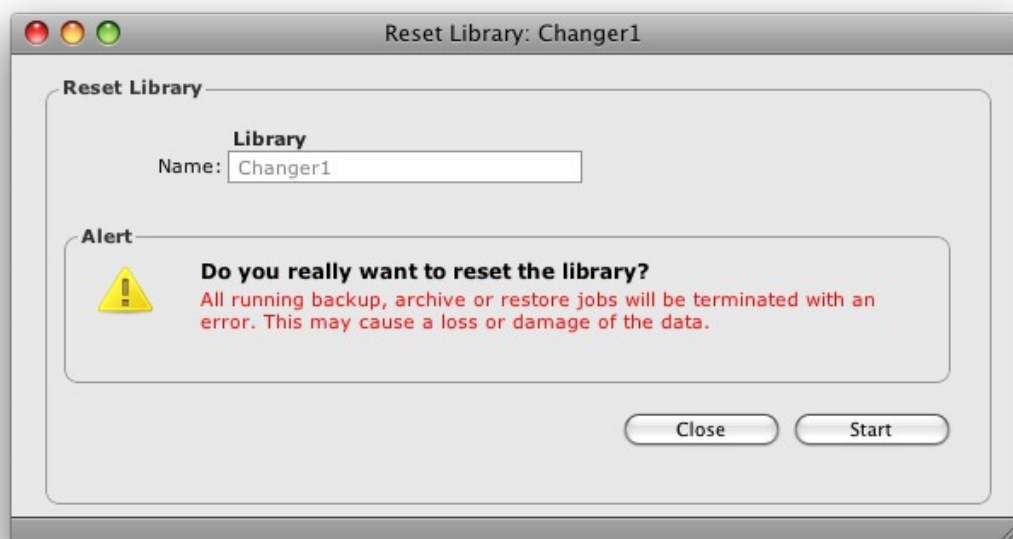 Reset Library: Changer1
Reset Library
Library
Name: Changer1
Alert
Do you really want to reset the library?
All running backup, archive or restore jobs will be terminated with an
error. This may cause a loss or damage of the data.
Close Start